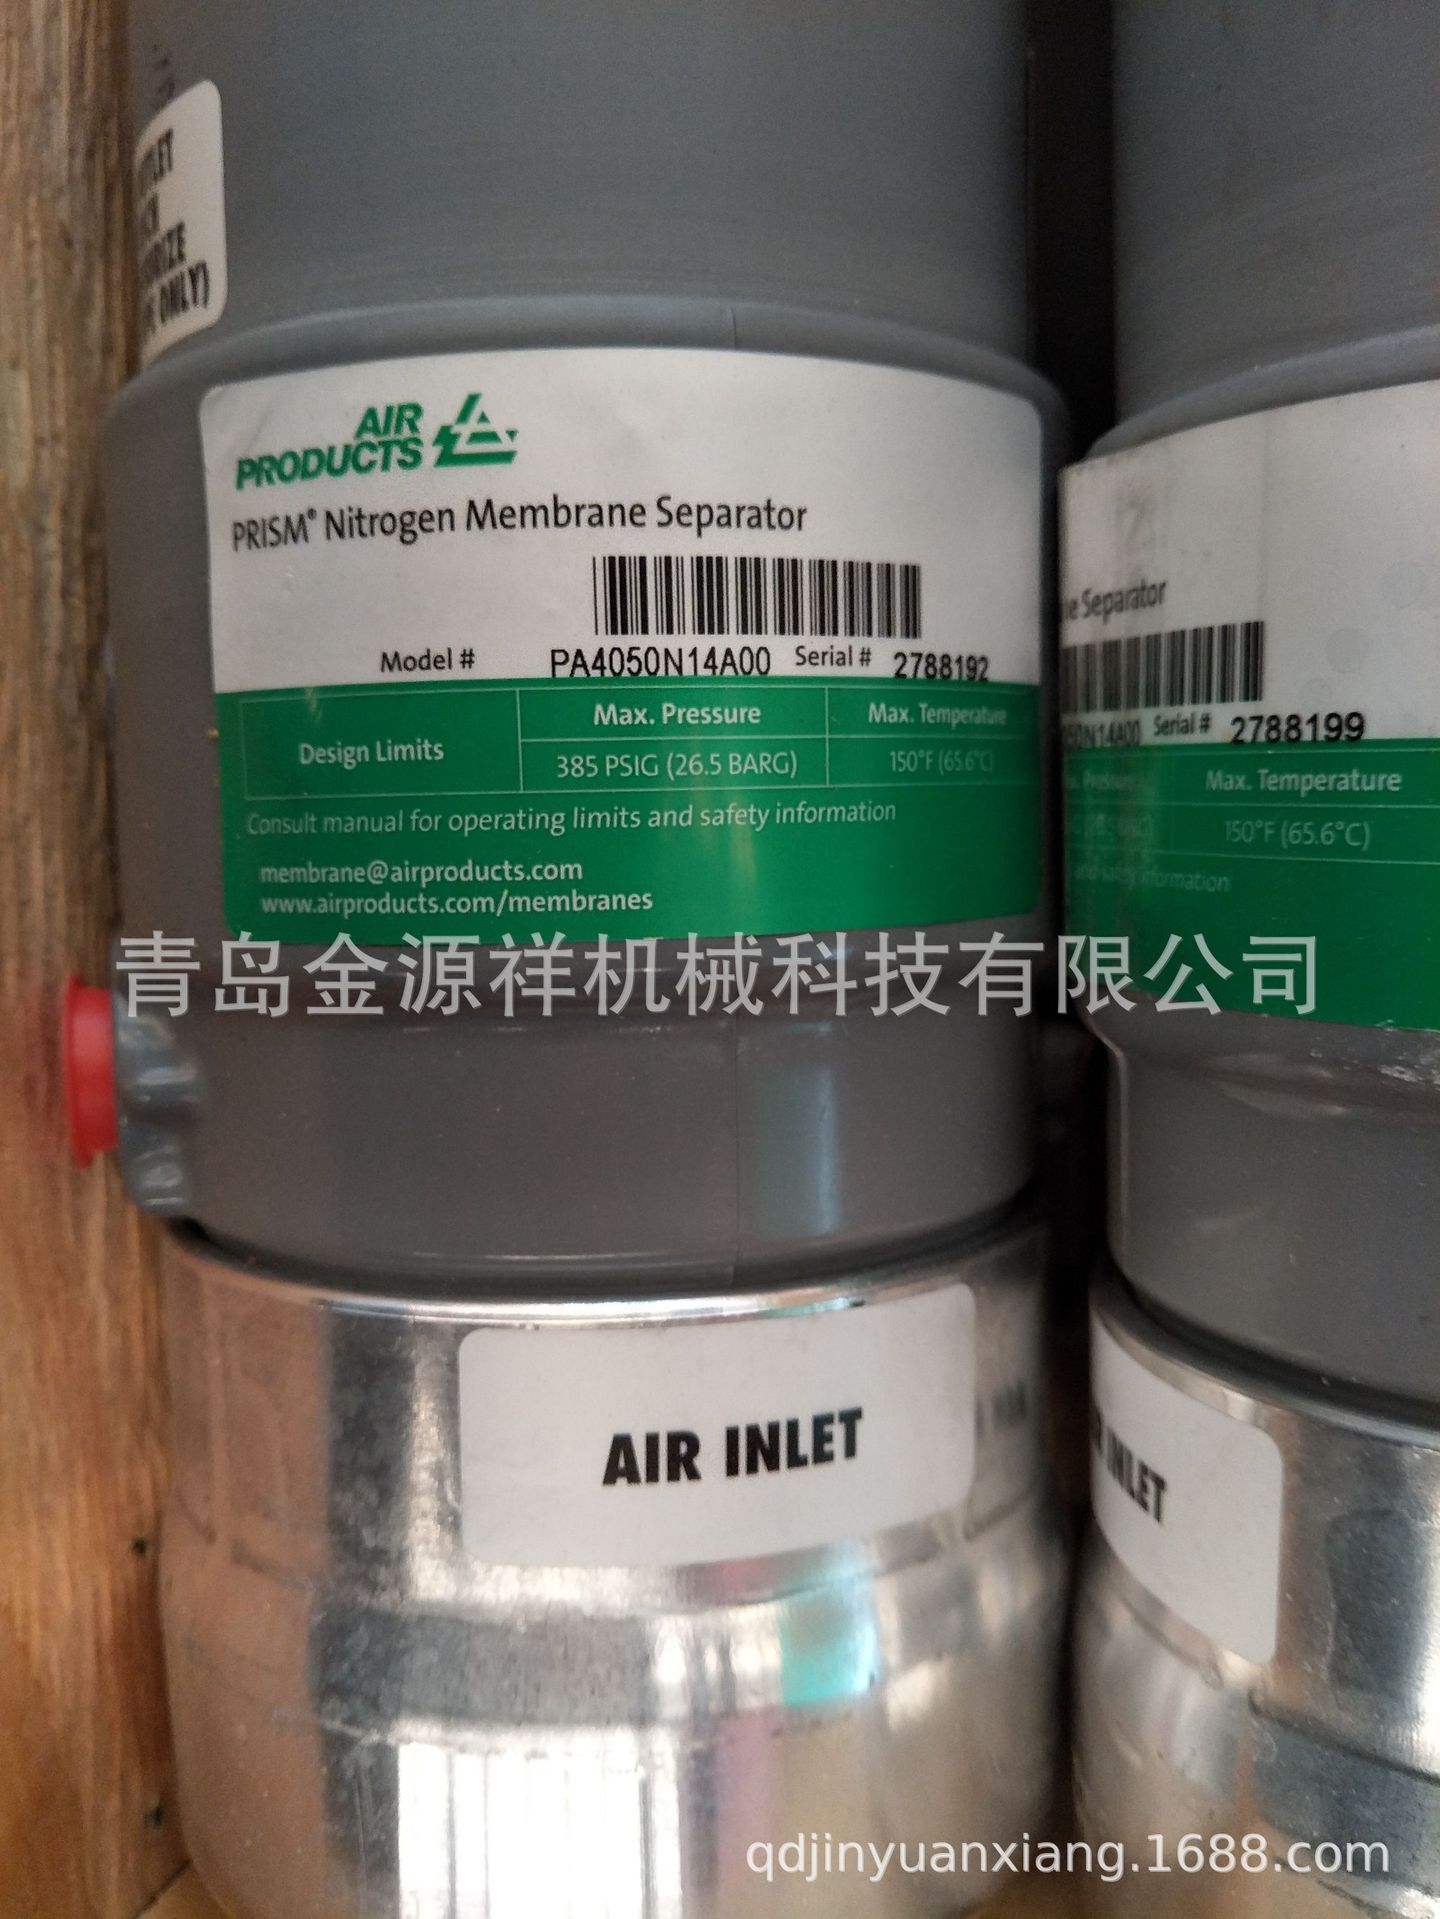 ONLY)
AIR
PRODUCTS
PRISM® Nitrogen Membrane Separator
Model # PA4050N14A00 Serial # 2788192
Design Limits
Max. Pressure Max. Temperature
385 PSIG (26.5 BARG) 150°F (65.6°C)
Consult manual for operating limits and safety information
membrane@airproducts.com
www.airproducts.com/membranes
Separator
Serial # 2788199
Max. Temperature
150°F (65.6°C)
information
青岛金源祥机械科技有限公司
AIR INLET
INLET
qdjinyuanxiang.1688.com